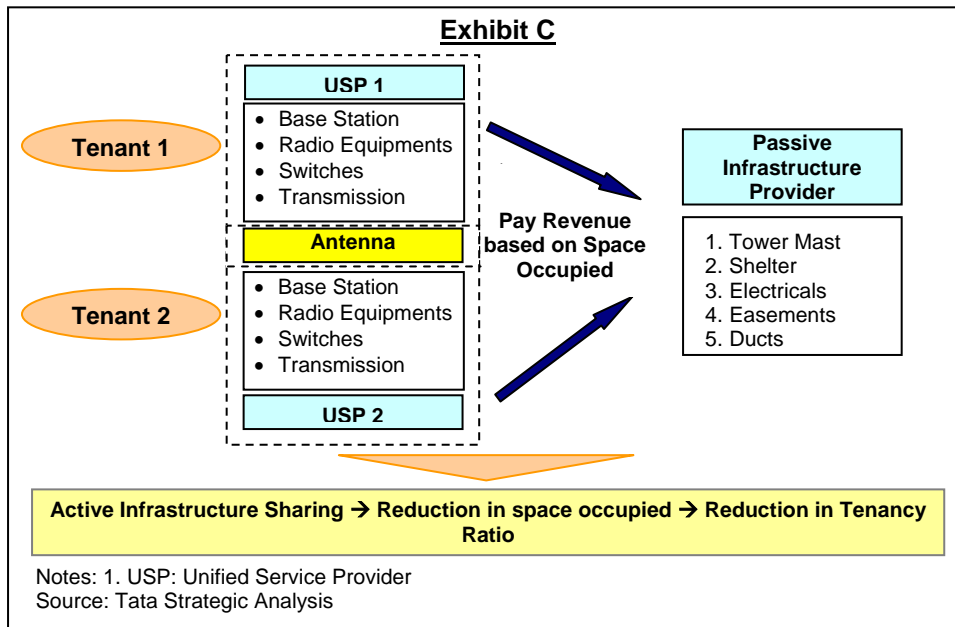 Exhibit C
USP 1
• Base Station
• Radio Equipments
• Switches
• Transmission
Tenant 1
Antenna
Tenant 2
• Base Station
• Radio Equipments
• Switches
• Transmission
USP 2
Pay Revenue
based on Space
Occupied
Passive
Infrastructure
Provider
1. Tower Mast
2. Shelter
3. Electricals
4. Easements
5. Ducts
Active Infrastructure Sharing → Reduction in space occupied → Reduction in Tenancy
Ratio
Notes: 1. USP: Unified Service Provider
Source: Tata Strategic Analysis